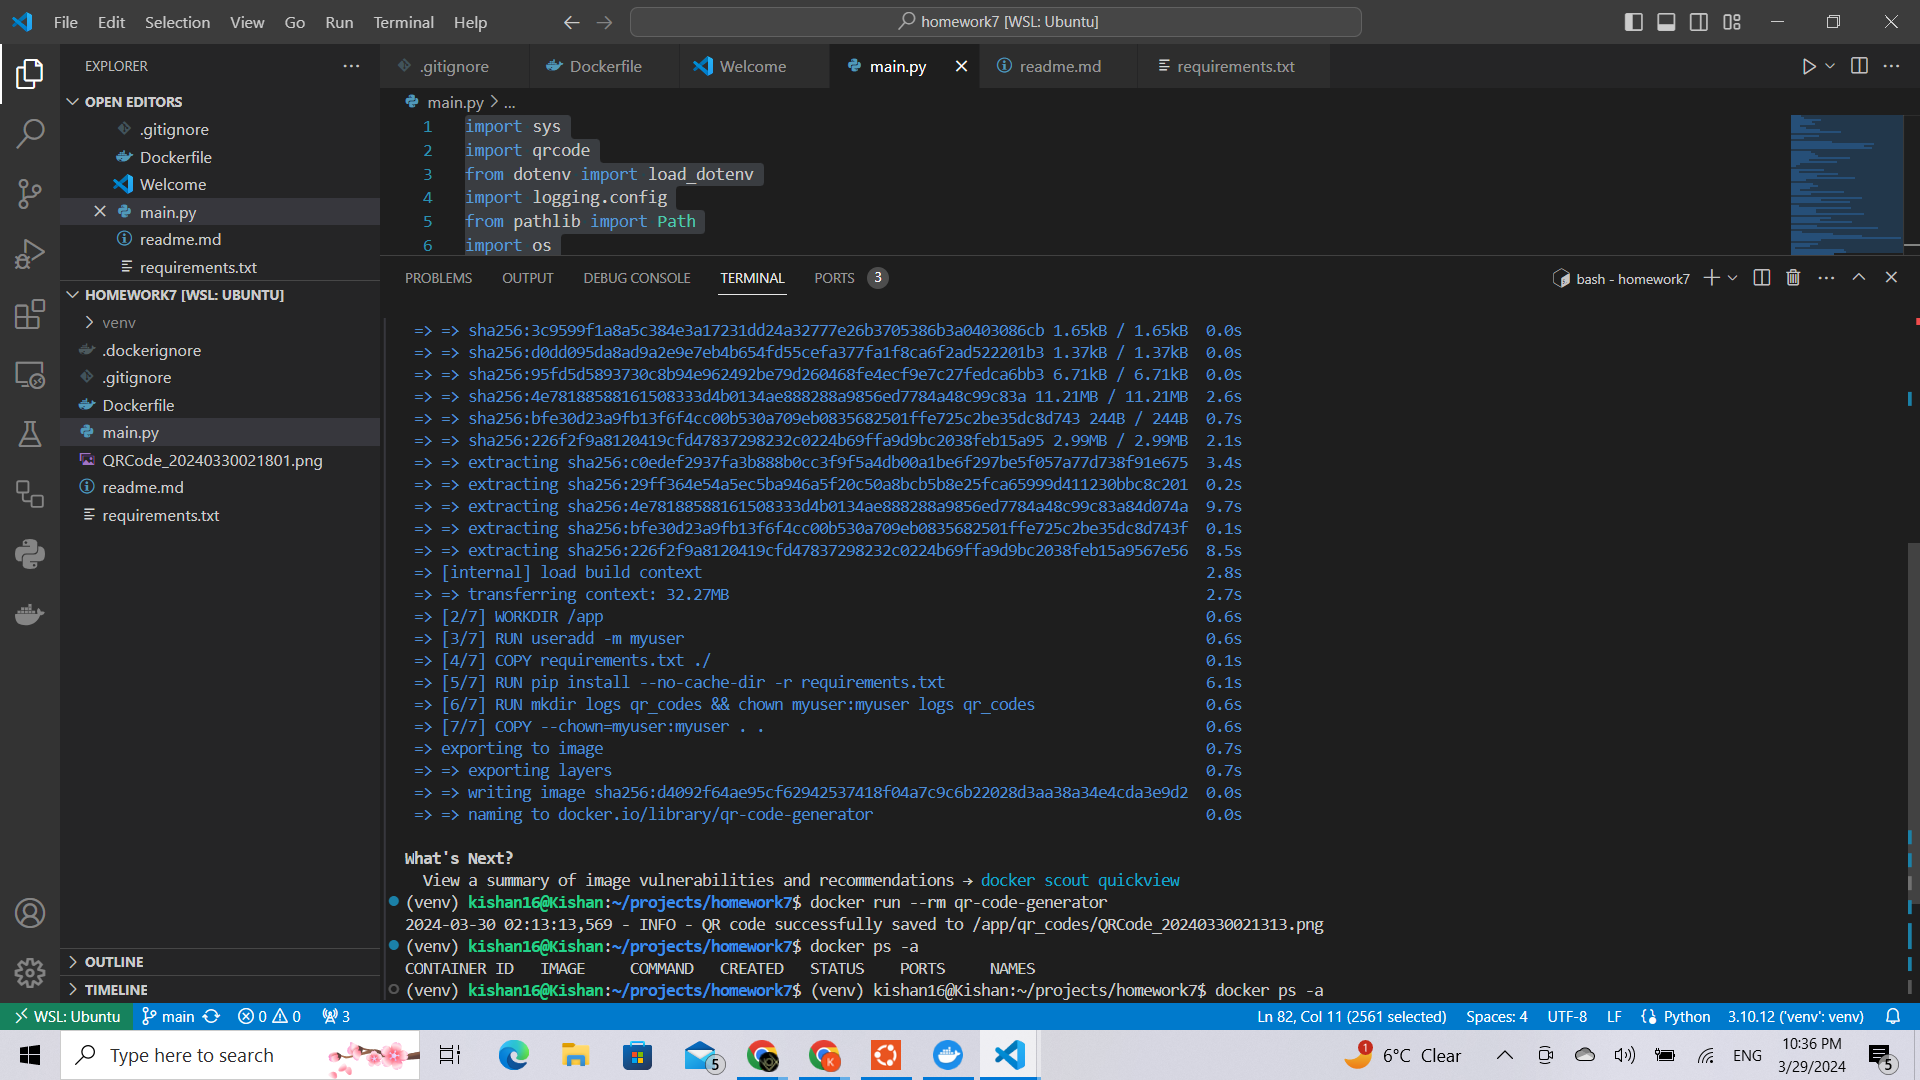 File Edit Selection View Go Run Terminal Help
homework7 [WSL: Ubuntu]
EXPLORER
OPEN EDITORS
.gitignore
Dockerfile
Welcome
main.py
readme.md
requirements.txt
HOMEWORK7 [WSL: UBUNTU]
venv
.dockerignore
.gitignore
Dockerfile
main.py
QRCode_20240330021801.png
readme.md
requirements.txt
OUTLINE
TIMELINE
.gitignore Dockerfile Welcome main.py readme.md requirements.txt
main.py > ...
1 import sys
2 import qrcode
3 from dotenv import load_dotenv
4 import logging.config
5 from pathlib import Path
6 import os
PROBLEMS OUTPUT DEBUG CONSOLE TERMINAL PORTS 3
bash - homework7
=> => sha256:3c9599f1a8a5c384e3a17231dd24a32777e26b3705386b3a0403086cb 1.65kB / 1.65kB 0.0s
=> => sha256:d0dd095da8ad9a2e9e7eb4b654fd55cefa377fa1f8ca6f2ad522201b3 1.37kB / 1.37kB 0.0s
=> => sha256:95fd5d5893730c8b94e962492be79d260468fe4ecf9e7c27fedca6bb3 6.71kB / 6.71kB 0.0s
=> => sha256:4e78188588161508333d4b0134ae888288a9856ed7784a48c99c83a 11.21MB / 11.21MB 2.6s
=> => sha256:bfe30d23a9fb13f6f4cc00b530a709eb0835682501ffe725c2be35dc8d743 244B / 244B 0.7s
=> => sha256:226f2f9a8120419cfd47837298232c0224b69ffa9d9bc2038feb15a95 2.99MB / 2.99MB 2.1s
=> => extracting sha256:c0edef2937fa3b888b0cc3f9f5a4db00a1be6f297be5f057a77d738f91e675 3.4s
=> => extracting sha256:29ff364e54a5ec5ba946a5f20c50a8bcb5b8e25fca65999d411230bbc8c201 0.2s
=> => extracting sha256:4e78188588161508333d4b0134ae888288a9856ed7784a48c99c83a84d074a 9.7s
=> => extracting sha256:bfe30d23a9fb13f6f4cc00b530a709eb0835682501ffe725c2be35dc8d743f 0.1s
=> => extracting sha256:226f2f9a8120419cfd47837298232c0224b69ffa9d9bc2038feb15a9567e56 8.5s
=> [internal] load build context 2.8s
=> => transferring context: 32.27MB 2.7s
=> [2/7] WORKDIR /app 0.6s
=> [3/7] RUN useradd -m myuser 0.6s
=> [4/7] COPY requirements.txt ./ 0.1s
=> [5/7] RUN pip install --no-cache-dir -r requirements.txt 6.1s
=> [6/7] RUN mkdir logs qr_codes && chown myuser:myuser logs qr_codes 0.6s
=> [7/7] COPY --chown=myuser:myuser . . 0.6s
=> exporting to image 0.7s
=> => exporting layers 0.7s
=> => writing image sha256:d4092f64ae95cf62942537418f04a7c9c6b22028d3aa38a34e4cda3e9d2 0.0s
=> => naming to docker.io/library/qr-code-generator 0.0s
What's Next?
View a summary of image vulnerabilities and recommendations → docker scout quickview
(venv) kishan16@Kishan:~/projects/homework7$ docker run --rm qr-code-generator
2024-03-30 02:13:13,569 - INFO - QR code successfully saved to /app/qr_codes/QRCode_20240330021313.png
(venv) kishan16@Kishan:~/projects/homework7$ docker ps -a
CONTAINER ID IMAGE COMMAND CREATED STATUS PORTS NAMES
(venv) kishan16@Kishan:~/projects/homework7$ (venv) kishan16@Kishan:~/projects/homework7$ docker ps -a
WSL: Ubuntu main 0 0 3 Ln 82, Col 11 (2561 selected) Spaces: 4 UTF-8 LF Python 3.10.12 ('venv': venv)
Type here to search 5 K 1 6°C Clear ENG 10:36 PM 5
3/29/2024